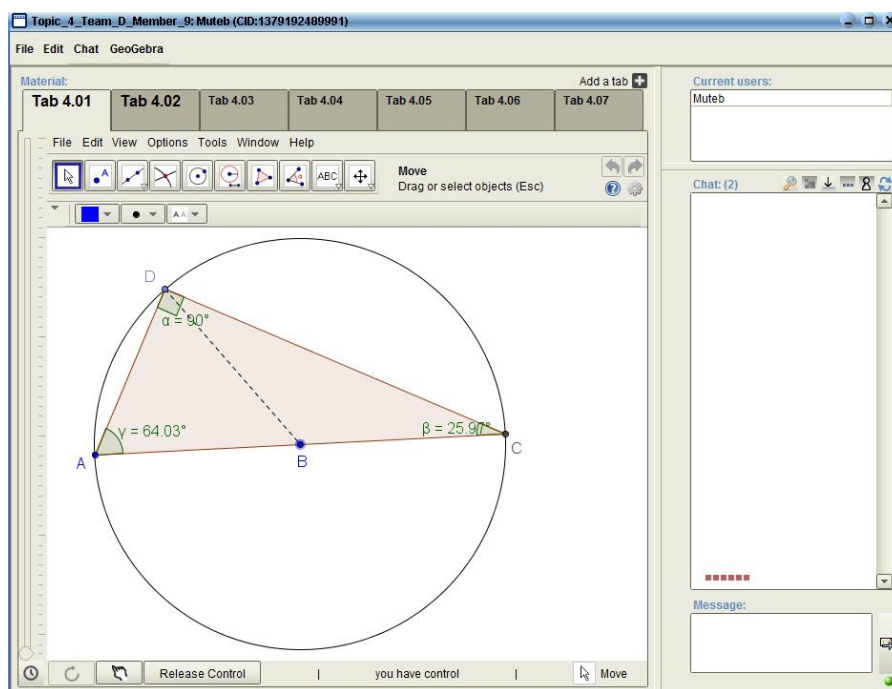 Topic_4_Team_D_Member_9: Muteb (CID:1379192489991)
File Edit Chat GeoGebra
Material:
Add a tab
Tab 4.01 Tab 4.02 Tab 4.03 Tab 4.04 Tab 4.05 Tab 4.06 Tab 4.07
File Edit View Options Tools Window Help
A
ABC
Move
Drag or select objects (Esc)
A A
D
α = 90°
γ = 64.03°
β = 25.97°
A
B
C
Release Control | you have control | Move
Current users:
Muteb
Chat: (2)
Message: